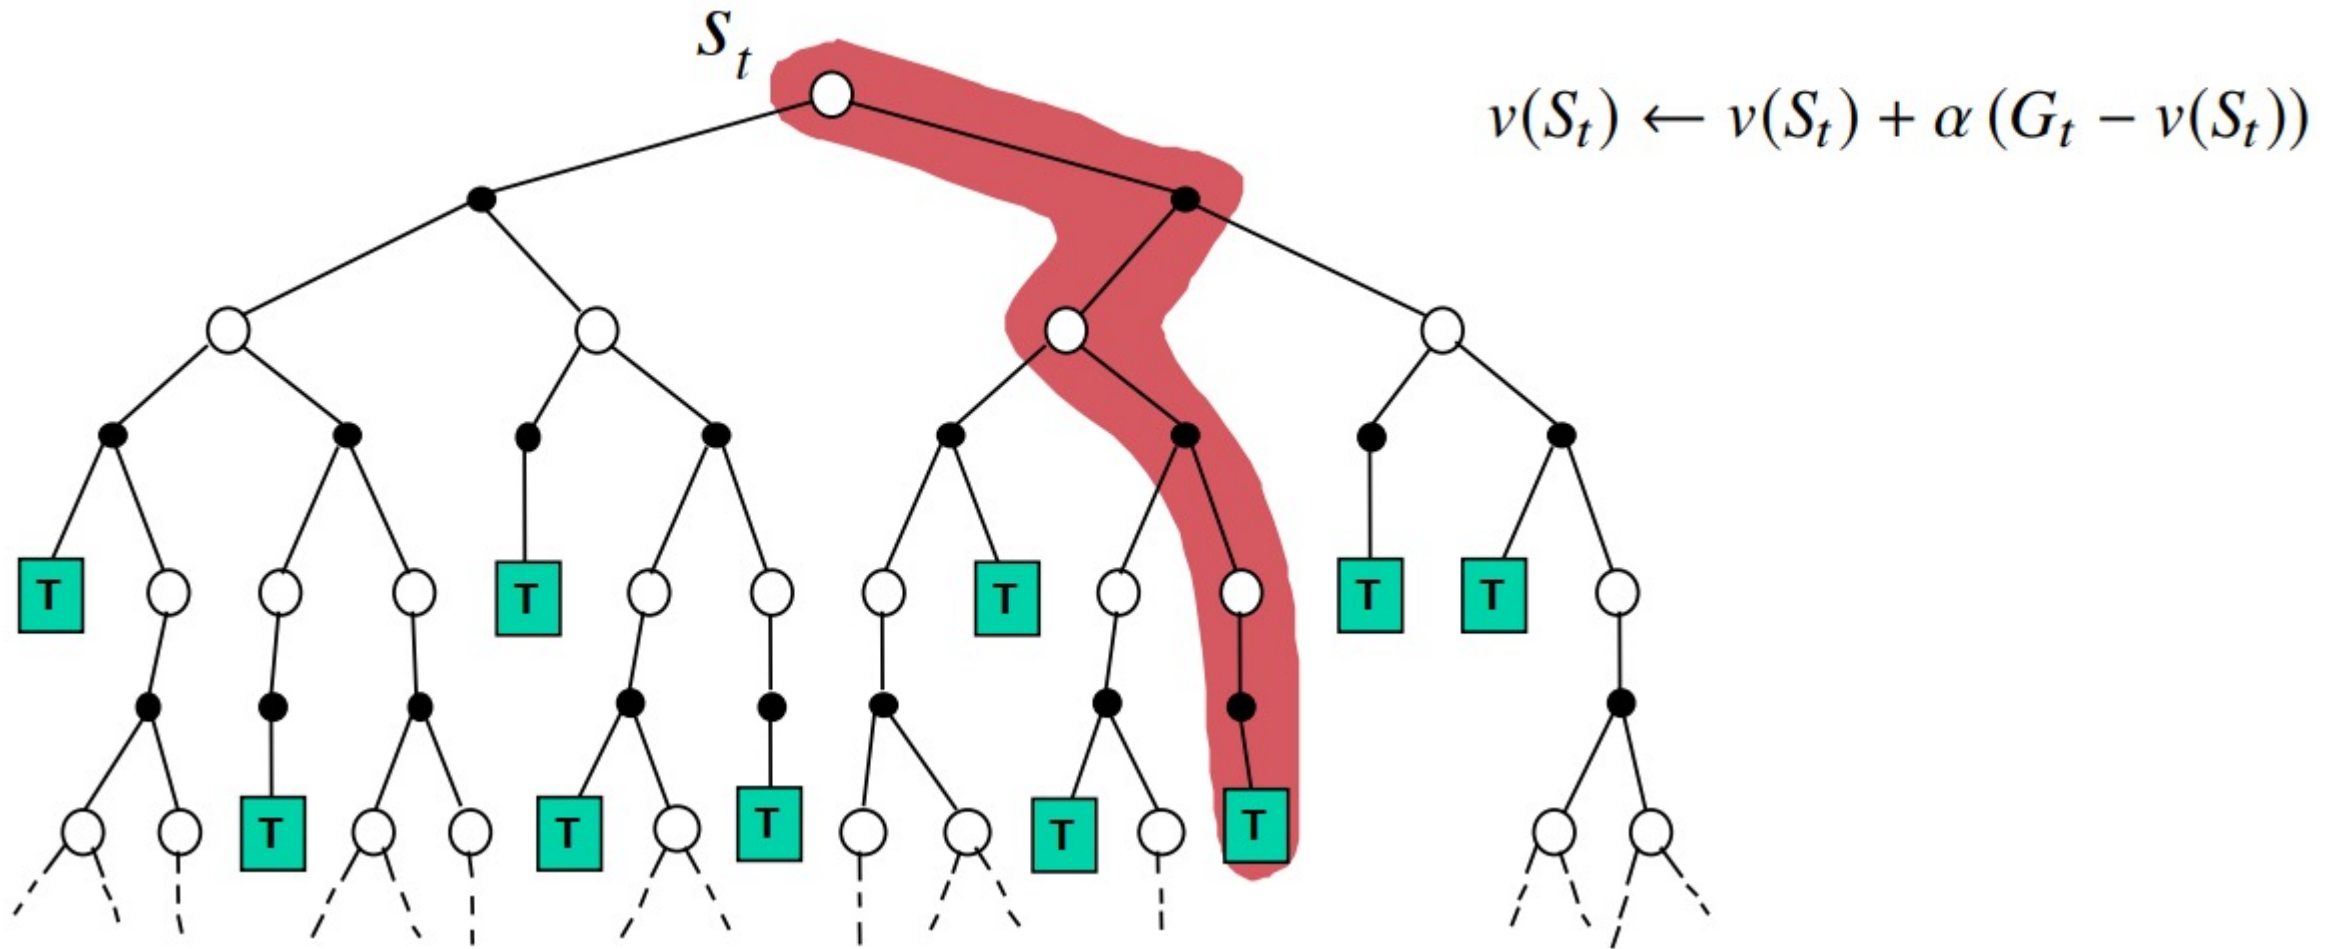 S_t
v(S_t) ← v(S_t) + α (G_t − v(S_t))
T T T T T
T T T T T